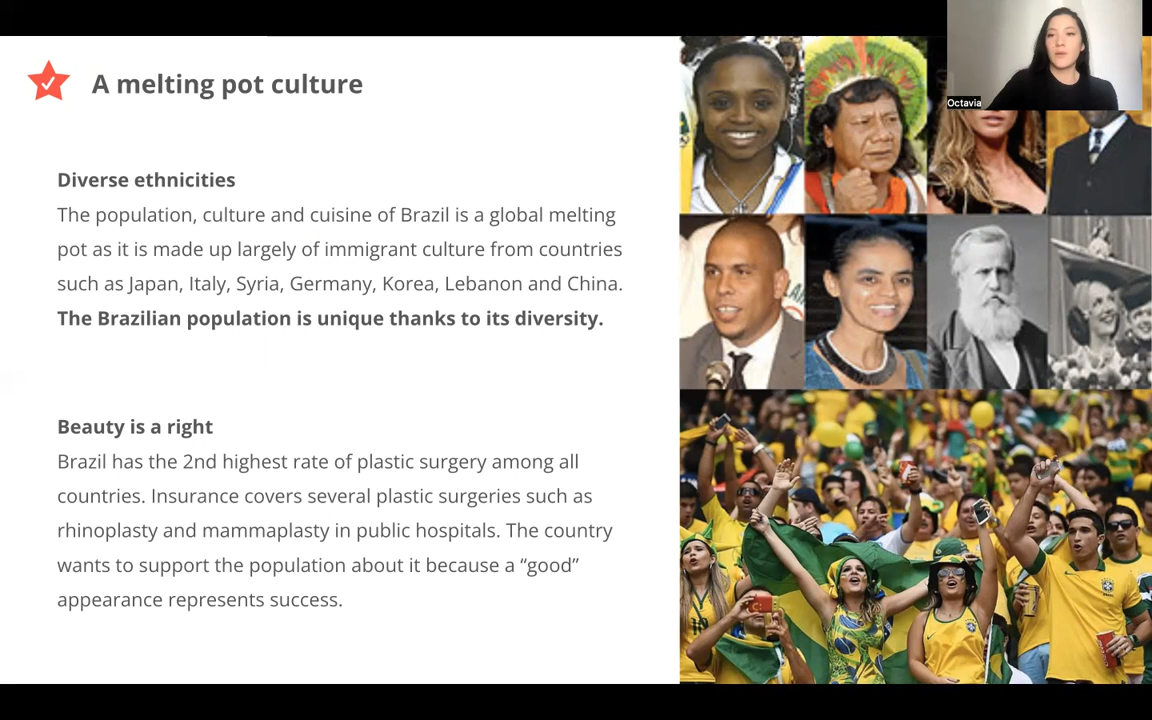 Octavia
A melting pot culture
Diverse ethnicities
The population, culture and cuisine of Brazil is a global melting
pot as it is made up largely of immigrant culture from countries
such as Japan, Italy, Syria, Germany, Korea, Lebanon and China.
The Brazilian population is unique thanks to its diversity.
Beauty is a right
Brazil has the 2nd highest rate of plastic surgery among all
countries. Insurance covers several plastic surgeries such as
rhinoplasty and mammaplasty in public hospitals. The country
wants to support the population about it because a “good”
appearance represents success.